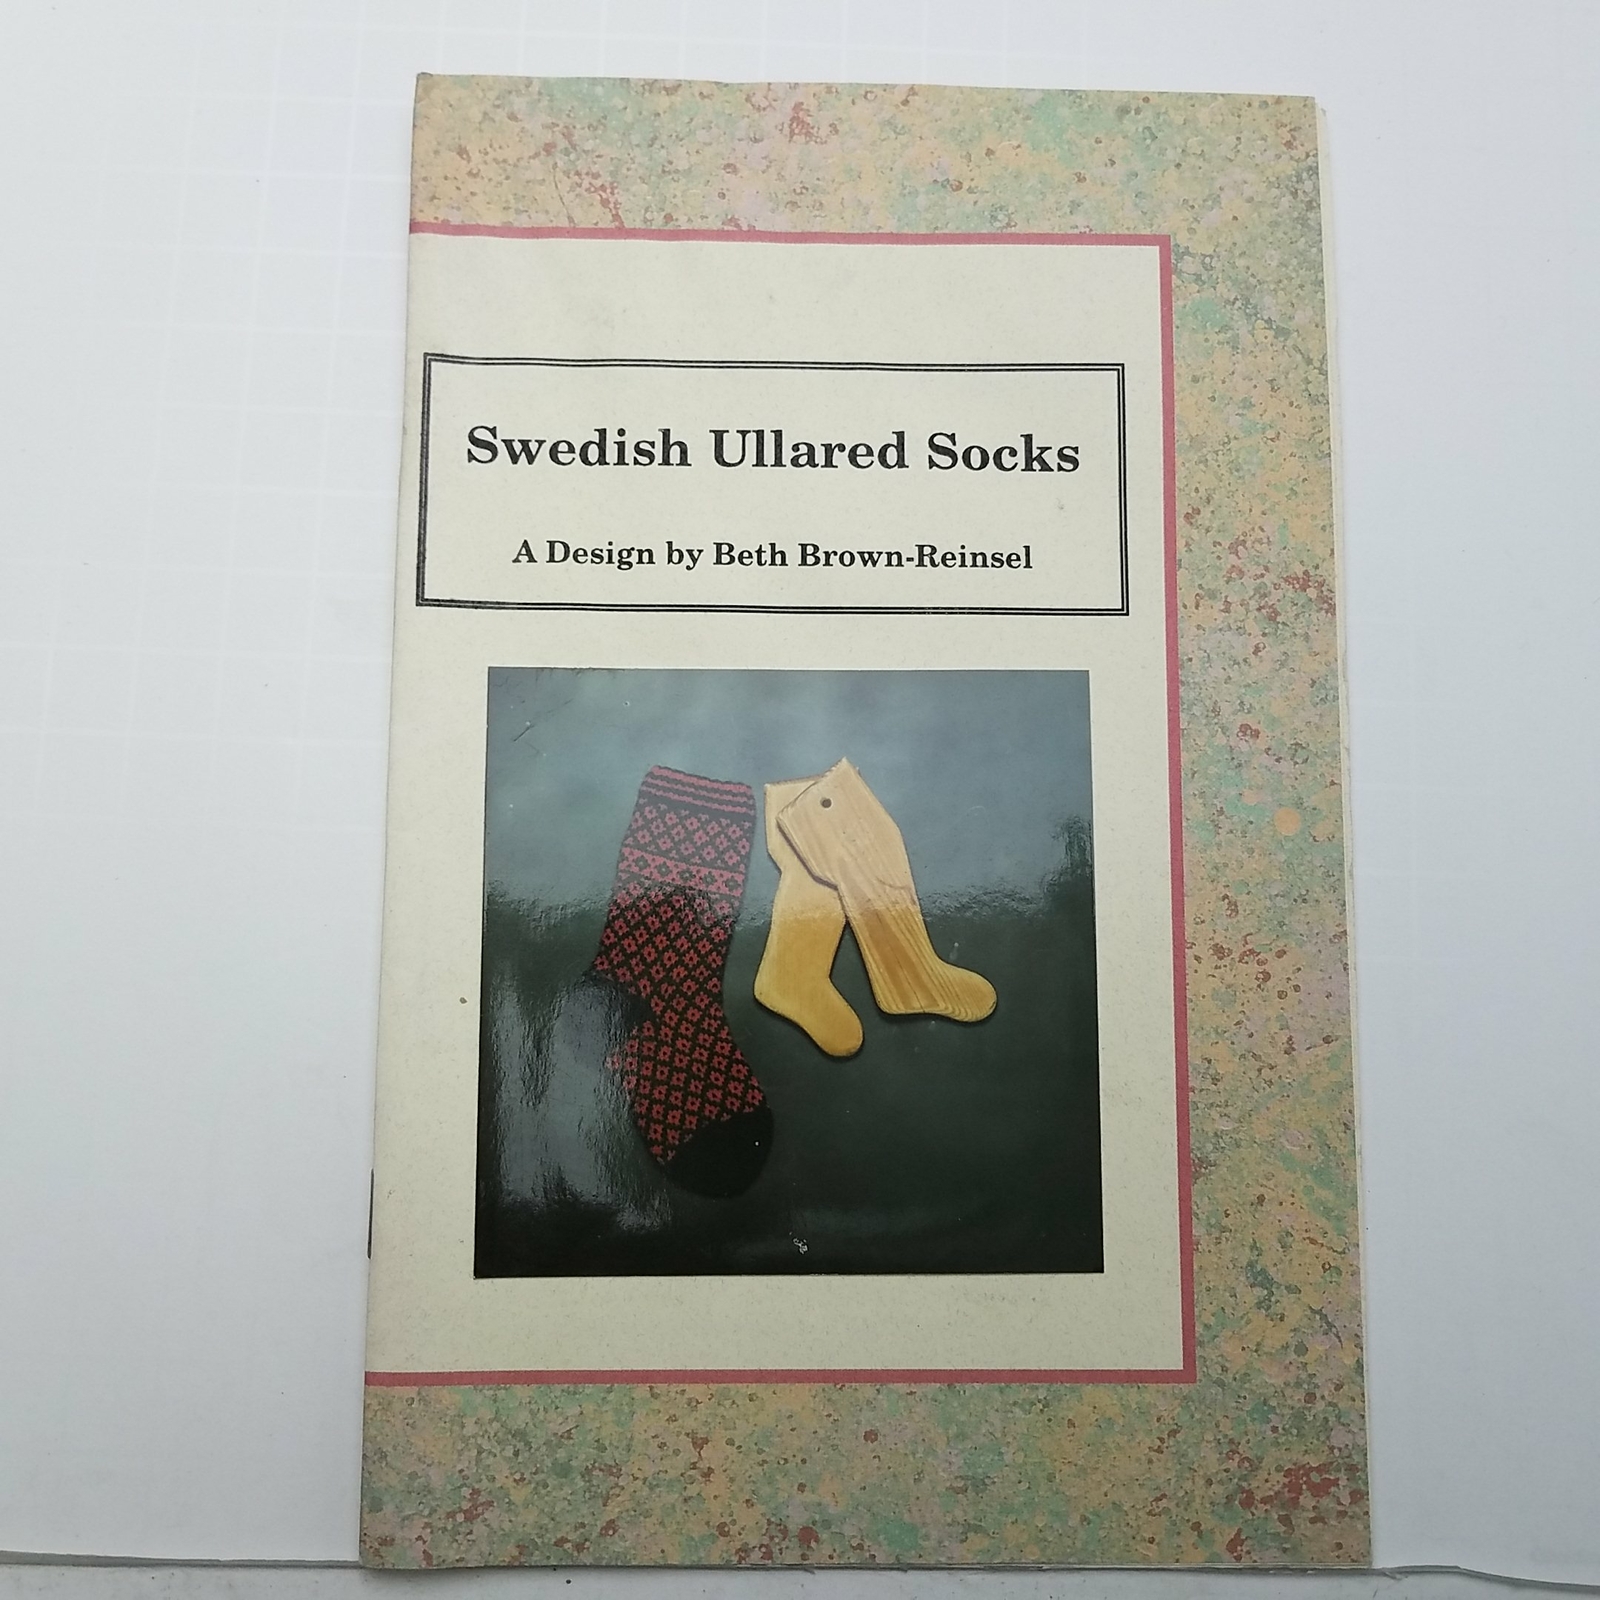 Swedish Ullared Socks
A Design by Beth Brown-Reinsel